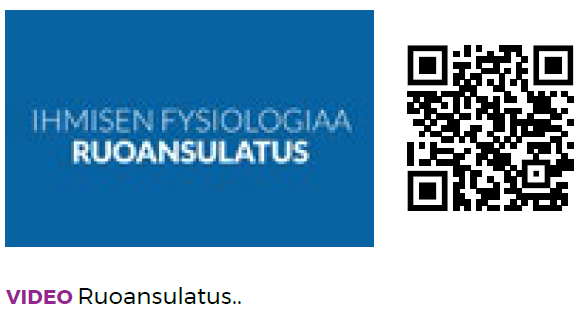 IHMISEN FYSIOLOGIAA
RUOANSULATUS
VIDEO Ruoansulatus..